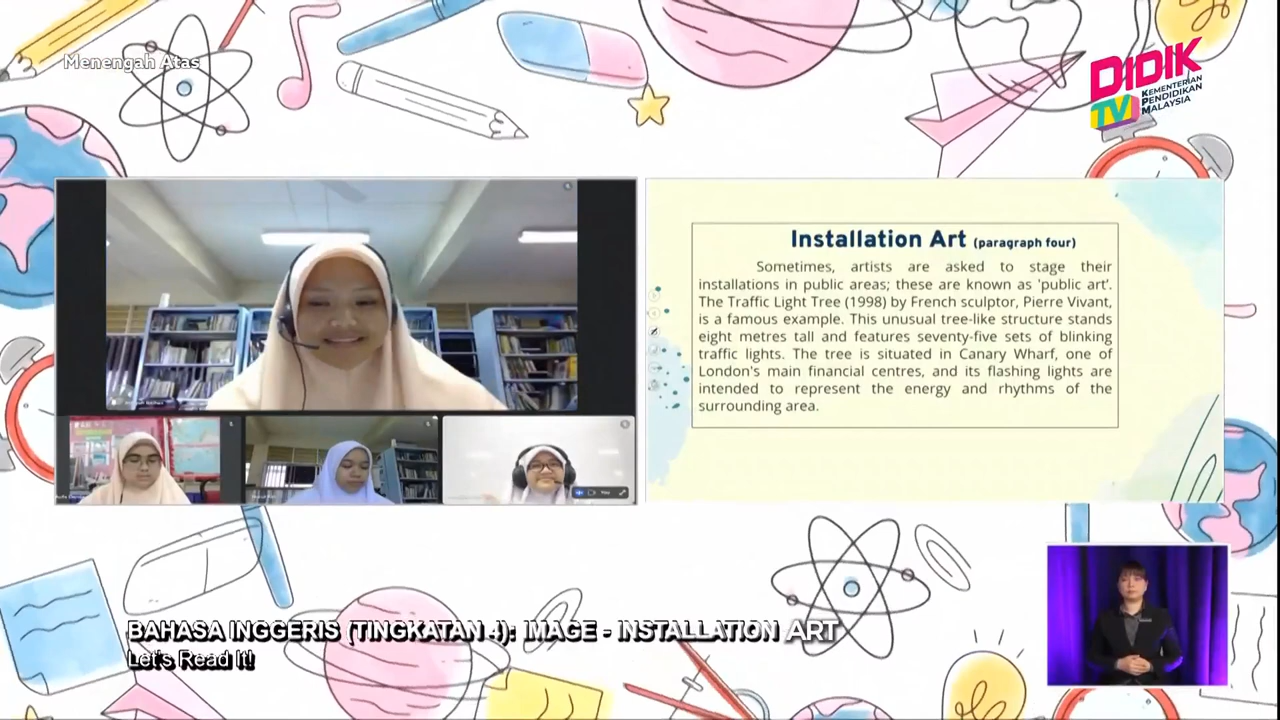 Menengah Atas
DIDIK
TV
KEMENTERIAN
PENDIDIKAN
MALAYSIA
Installation Art (paragraph four)
Sometimes, artists are asked to stage their
installations in public areas; these are known as 'public art'.
The Traffic Light Tree (1998) by French sculptor, Pierre Vivant,
is a famous example. This unusual tree-like structure stands
eight metres tall and features seventy-five sets of blinking
traffic lights. The tree is situated in Canary Wharf, one of
London's main financial centres, and its flashing lights are
intended to represent the energy and rhythms of the
surrounding area.
BAHASA INGGERIS (TINGKATAN 4): IMAGE - INSTALLATION ART
Let's Read It!